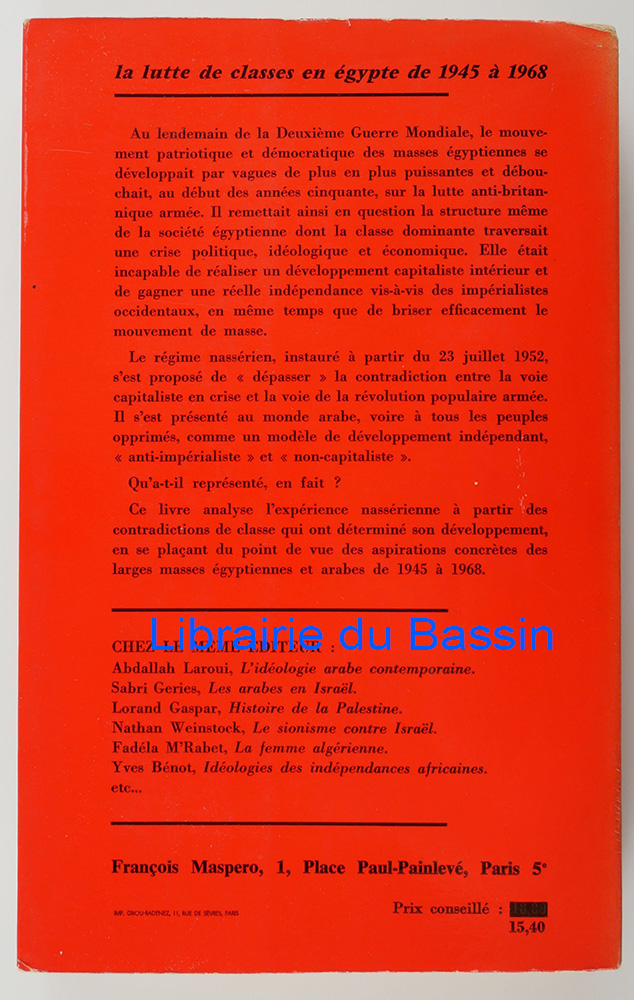 la lutte de classes en égypte de 1945 à 1968
Au lendemain de la Deuxième Guerre Mondiale, le mouve-
ment patriotique et démocratique des masses égyptiennes se
développait par vagues de plus en plus puissantes et débou-
chait, au début des années cinquante, sur la lutte anti-britan-
nique armée. Il remettait ainsi en question la structure même
de la société égyptienne dont la classe dominante traversait
une crise politique, idéologique et économique. Elle était
incapable de réaliser un développement capitaliste intérieur et
de gagner une réelle indépendance vis-à-vis des impérialistes
occidentaux, en même temps que de briser efficacement le
mouvement de masse.
Le régime nassérien, instauré à partir du 23 juillet 1952,
s'est proposé de « dépasser » la contradiction entre la voie
capitaliste en crise et la voie de la révolution populaire armée.
Il s'est présenté au monde arabe, voire à tous les peuples
opprimés, comme un modèle de développement indépendant,
« anti-impérialiste » et « non-capitaliste ».
Qu'a-t-il représenté, en fait ?
Ce livre analyse l'expérience nassérienne à partir des
contradictions de classe qui ont déterminé son développement,
en se plaçant du point de vue des aspirations concrètes des
larges masses égyptiennes et arabes de 1945 à 1968.
Librairie du Bassin
CHEZ LE MEME EDITEUR :
Abdallah Laroui, L'idéologie arabe contemporaine.
Sabri Geries, Les arabes en Israël.
Lorand Gaspar, Histoire de la Palestine.
Nathan Weinstock, Le sionisme contre Israël.
Fadéla M'Rabet, La femme algérienne.
Yves Bénot, Idéologies des indépendances africaines.
etc...
François Maspero, 1, Place Paul-Painlevé, Paris 5e
IMP. GROU-RADENEZ, 11, RUE DE SÈVRES, PARIS
Prix conseillé :
15,40